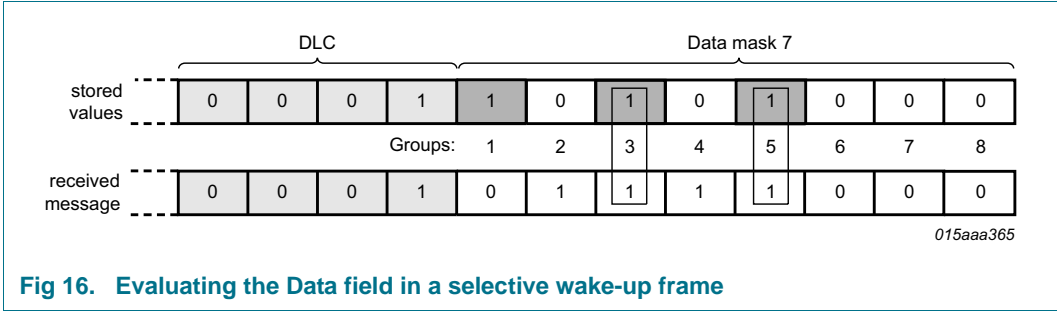 DLC Data mask 7
stored values 0 0 0 1 1 0 1 0 1 0 0 0
Groups: 1 2 3 4 5 6 7 8
received message 0 0 0 1 0 1 1 1 1 0 0 0
015aaa365
Fig 16. Evaluating the Data field in a selective wake-up frame